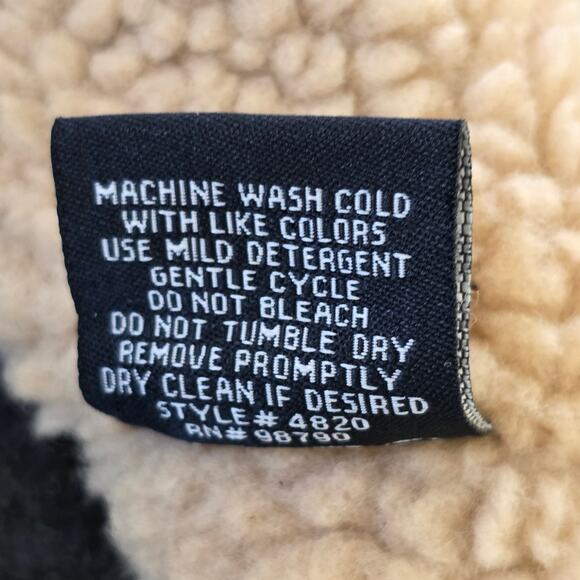 MACHINE WASH COLD
WITH LIKE COLORS
USE MILD DETERGENT
GENTLE CYCLE
DO NOT BLEACH
DO NOT TUMBLE DRY
REMOVE PROMPTLY
DRY CLEAN IF DESIRED
STYLE# 4820
RN# 98790